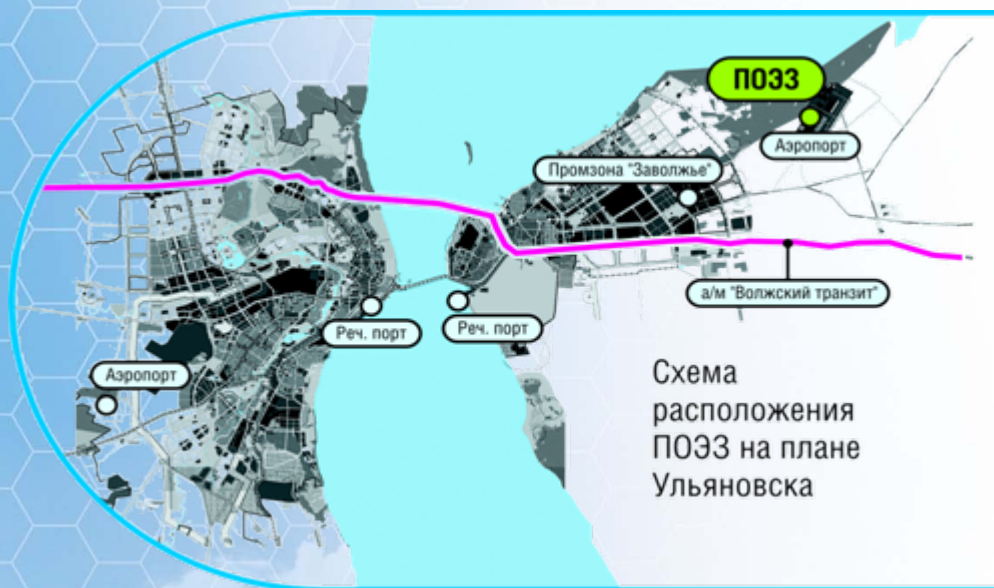 ПОЭЗ
Аэропорт
Промзона "Заволжье"
а/м "Волжский транзит"
Реч. порт
Реч. порт
Аэропорт
Схема
расположения
ПОЭЗ на плане
Ульяновска